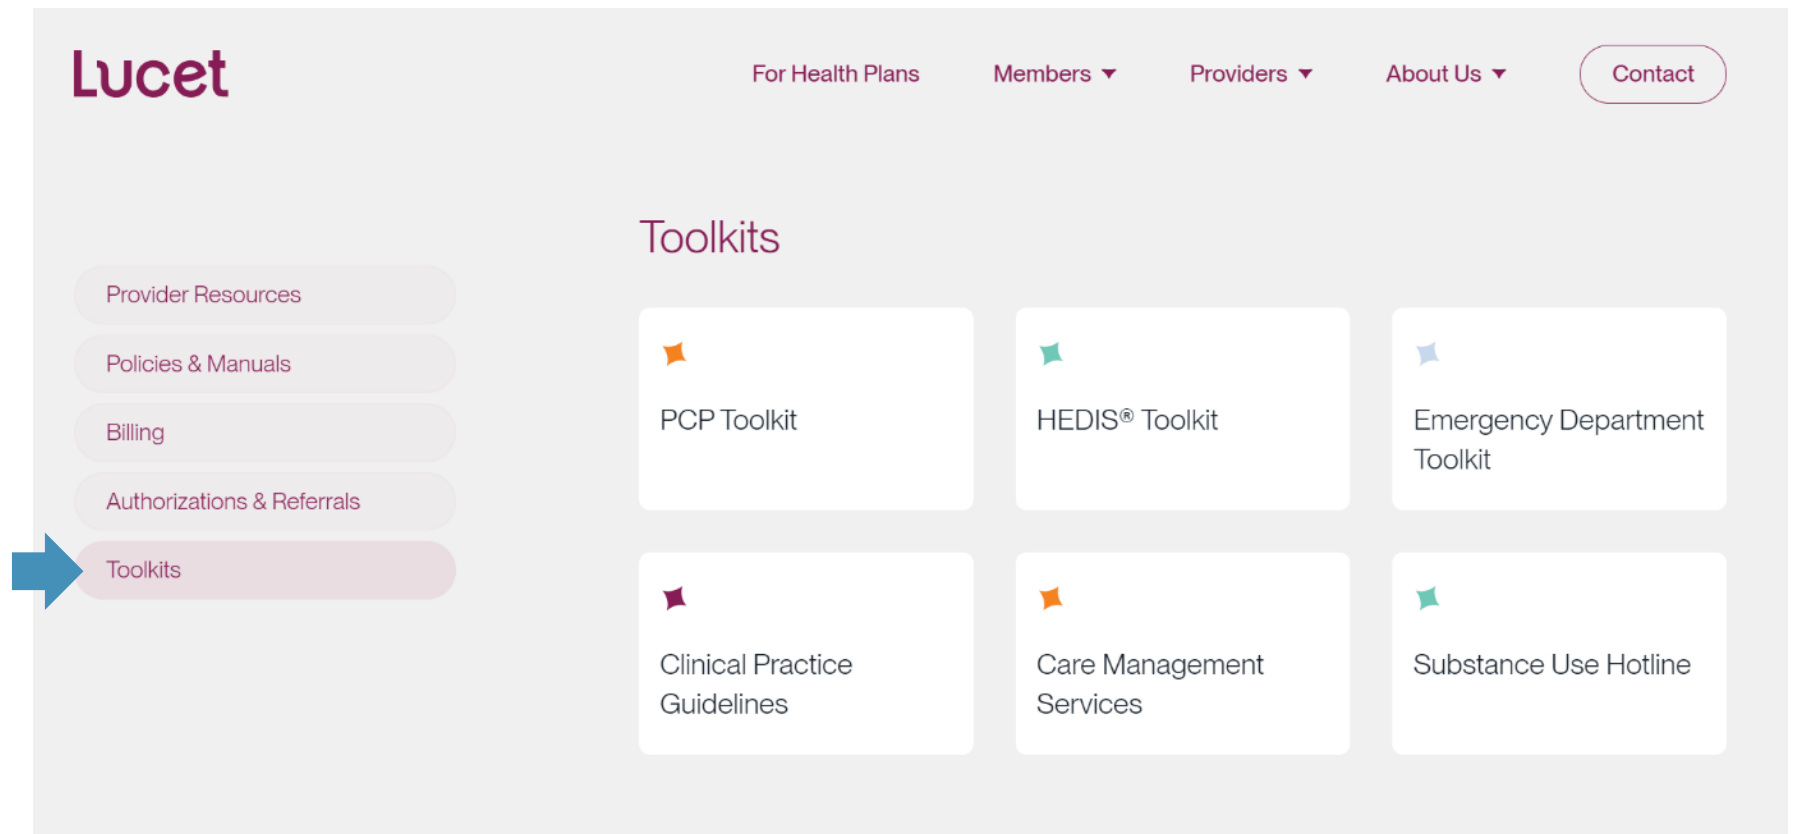 Lucet
For Health Plans
Members
Providers
About Us
Contact
Toolkits
Provider Resources
Policies & Manuals
Billing
Authorizations & Referrals
Toolkits
PCP Toolkit
HEDIS® Toolkit
Emergency Department
Toolkit
Clinical Practice
Guidelines
Care Management
Services
Substance Use Hotline